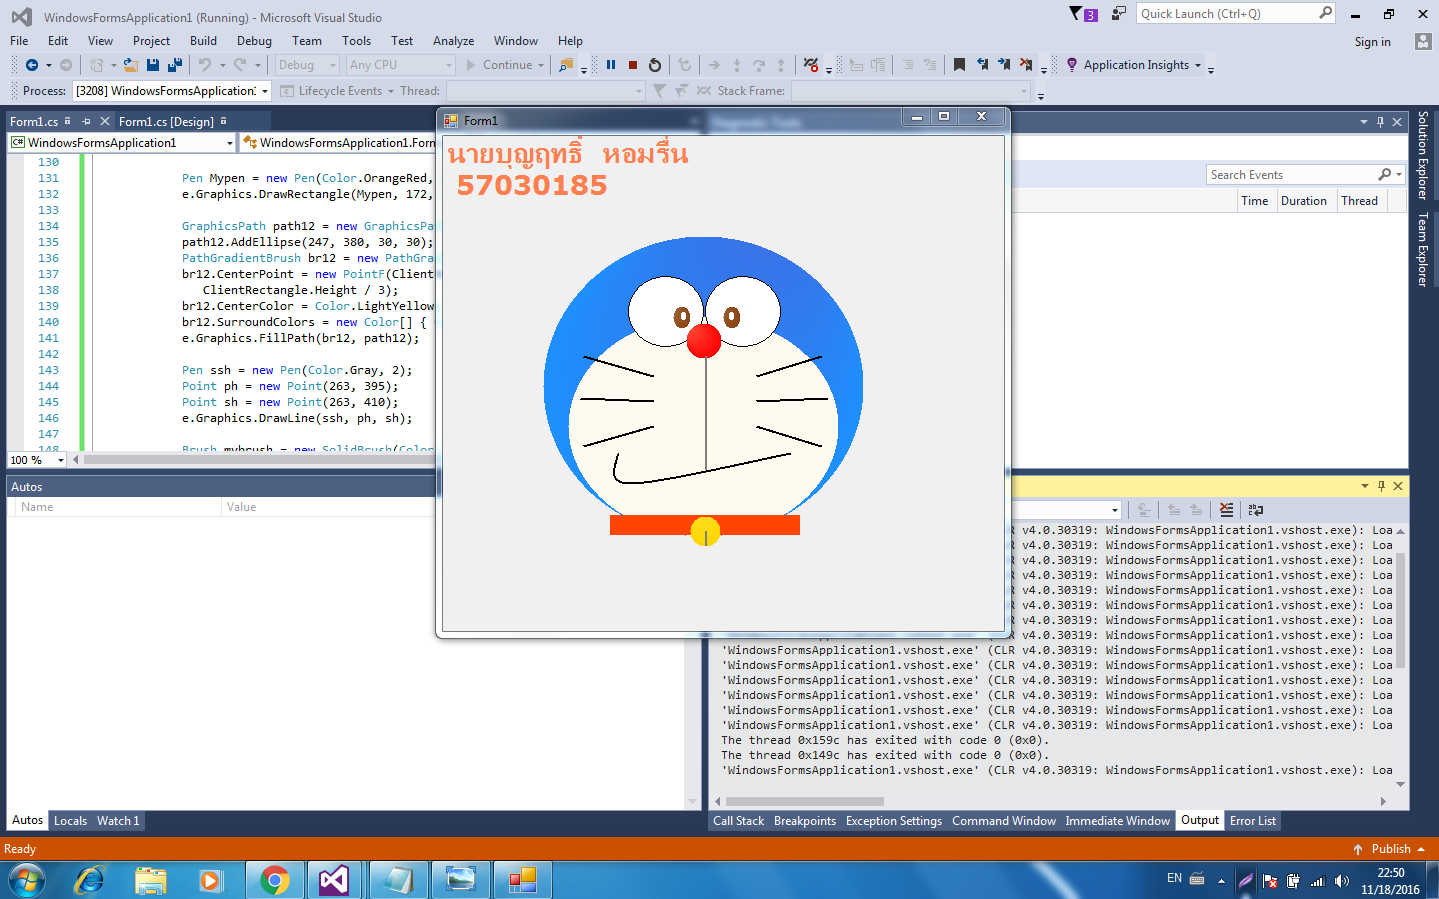 WindowsFormsApplication1 (Running) - Microsoft Visual Studio
3
Quick Launch (Ctrl+Q)
File Edit View Project Build Debug Team Tools Test Analyze Window Help
Sign in
Debug Any CPU Continue Application Insights
Process: [3208] WindowsFormsApplication1. Lifecycle Events Thread: Stack Frame:
Form1.cs Form1.cs [Design]
WindowsFormsApplication1 WindowsFormsApplication1.Form
130
131 Pen Mypen = new Pen(Color.OrangeRed,
132 e.Graphics.DrawRectangle(Mypen, 172,
133
134 GraphicsPath path12 = new GraphicsPa
135 path12.AddEllipse(247, 380, 30, 30);
136 PathGradientBrush br12 = new PathGra
137 br12.CenterPoint = new PointF(Client
138 ClientRectangle.Height / 3);
139 br12.CenterColor = Color.LightYellow
140 br12.SurroundColors = new Color[] {
141 e.Graphics.FillPath(br12, path12);
142
143 Pen ssh = new Pen(Color.Gray, 2);
144 Point ph = new Point(263, 395);
145 Point sh = new Point(263, 410);
146 e.Graphics.DrawLine(ssh, ph, sh);
147
148 Brush mybrush = new SolidBrush(Color
100 %
Form1
นายบุญฤทธิ์ หอมรื่น
57030185
Diagnostic Tools
Search Events
Time Duration Thread
Solution Explorer
Team Explorer
Autos
Name Value
R v4.0.30319: WindowsFormsApplication1.vshost.exe): Loa
R v4.0.30319: WindowsFormsApplication1.vshost.exe): Loa
R v4.0.30319: WindowsFormsApplication1.vshost.exe): Loa
R v4.0.30319: WindowsFormsApplication1.vshost.exe): Loa
R v4.0.30319: WindowsFormsApplication1.vshost.exe): Loa
R v4.0.30319: WindowsFormsApplication1.vshost.exe): Loa
R v4.0.30319: WindowsFormsApplication1.vshost.exe): Loa
'WindowsFormsApplication1.vshost.exe' (CLR v4.0.30319: WindowsFormsApplication1.vshost.exe): Loa
'WindowsFormsApplication1.vshost.exe' (CLR v4.0.30319: WindowsFormsApplication1.vshost.exe): Loa
'WindowsFormsApplication1.vshost.exe' (CLR v4.0.30319: WindowsFormsApplication1.vshost.exe): Loa
'WindowsFormsApplication1.vshost.exe' (CLR v4.0.30319: WindowsFormsApplication1.vshost.exe): Loa
'WindowsFormsApplication1.vshost.exe' (CLR v4.0.30319: WindowsFormsApplication1.vshost.exe): Loa
'WindowsFormsApplication1.vshost.exe' (CLR v4.0.30319: WindowsFormsApplication1.vshost.exe): Loa
'WindowsFormsApplication1.vshost.exe' (CLR v4.0.30319: WindowsFormsApplication1.vshost.exe): Loa
The thread 0x159c has exited with code 0 (0x0).
The thread 0x149c has exited with code 0 (0x0).
'WindowsFormsApplication1.vshost.exe' (CLR v4.0.30319: WindowsFormsApplication1.vshost.exe): Loa
Autos Locals Watch 1
Call Stack Breakpoints Exception Settings Command Window Immediate Window Output Error List
Ready
Publish
EN
22:50
11/18/2016